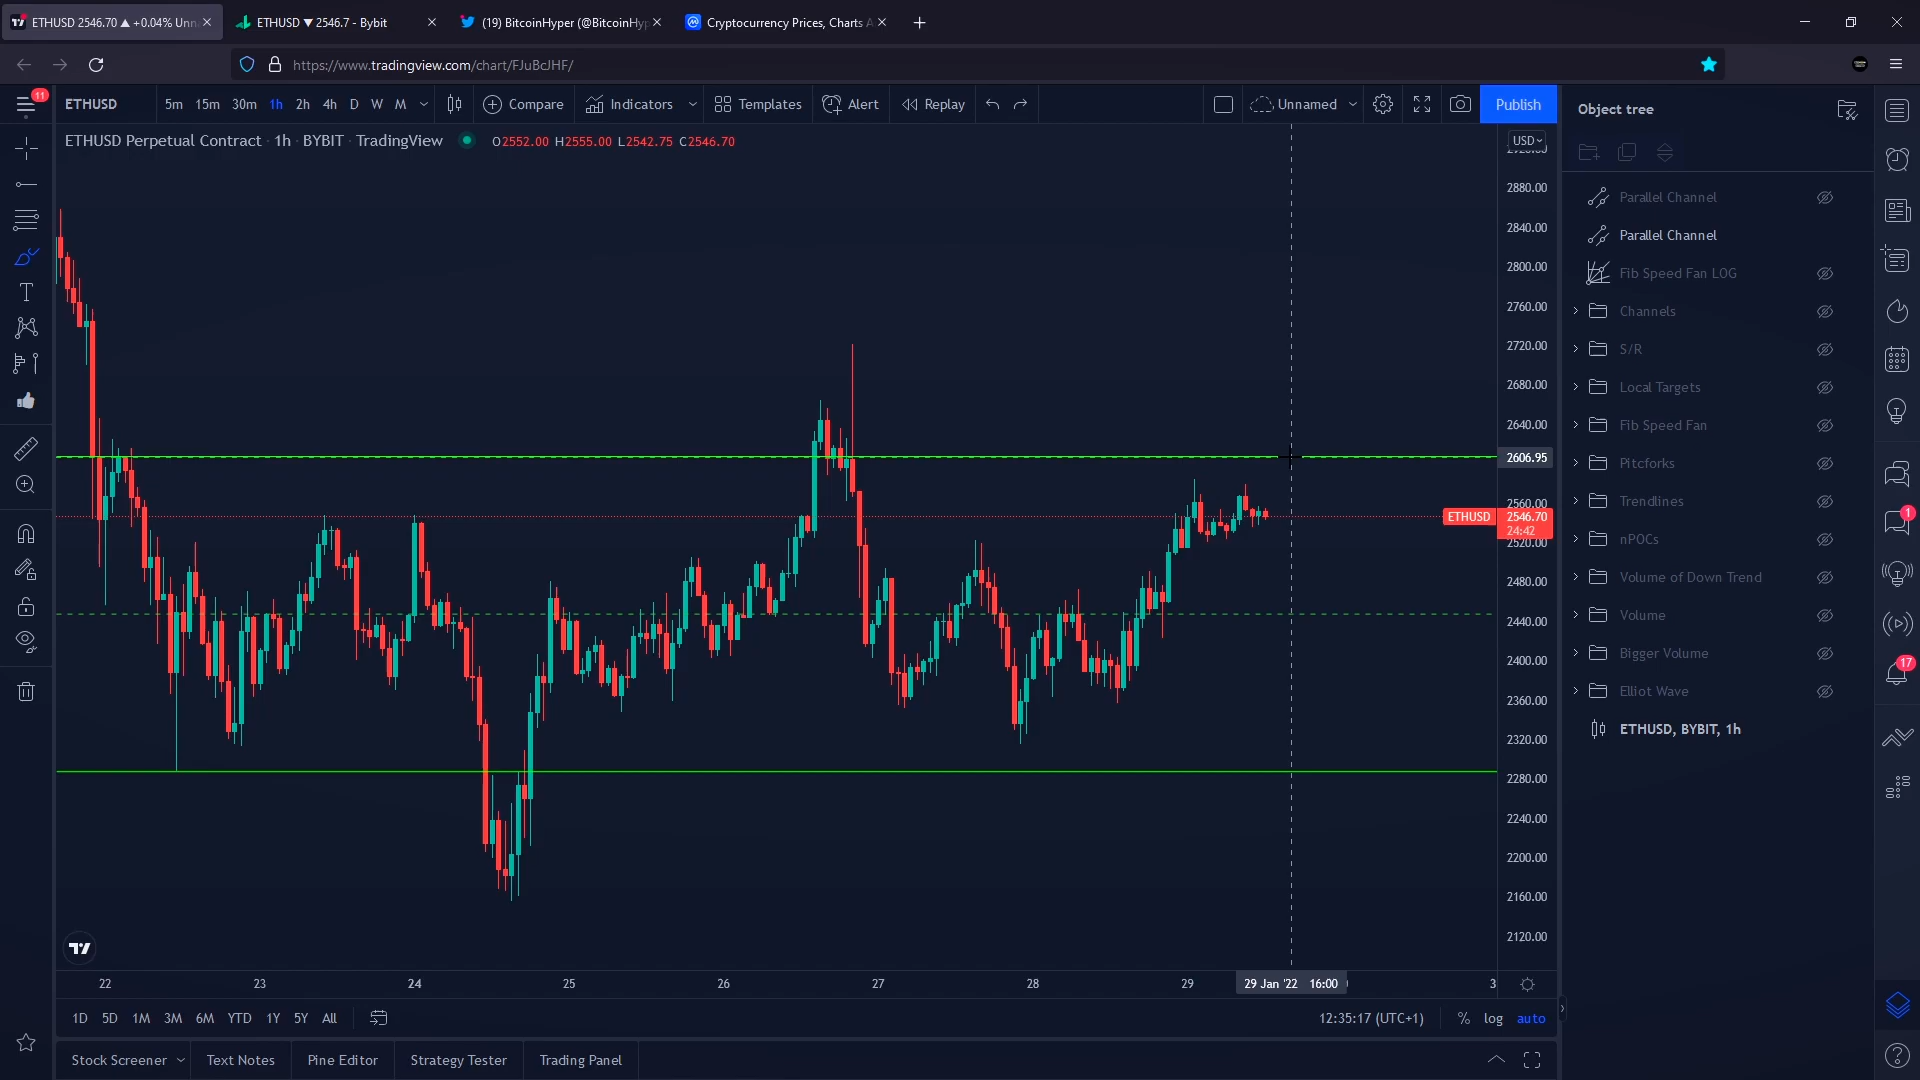 ETHUSD 2546.70 ▲ +0.04% Unn
ETHUSD ▼ 2546.7 - Bybit
(19) BitcoinHyper (@BitcoinHyp
Cryptocurrency Prices, Charts A
https://www.tradingview.com/chart/FJuBcJHF/
11
ETHUSD
5m 15m 30m 1h 2h 4h D W M
Compare
Indicators
Templates
Alert
Replay
Unnamed
Publish
Object tree
ETHUSD Perpetual Contract · 1h · BYBIT · TradingView
O2552.00 H2555.00 L2542.75 C2546.70
USD
2880.00
2840.00
2800.00
2760.00
2720.00
2680.00
2640.00
2606.95
2560.00
ETHUSD 2546.70
24:42
2520.00
2480.00
2440.00
2400.00
2360.00
2320.00
2280.00
2240.00
2200.00
2160.00
2120.00
Parallel Channel
Parallel Channel
Fib Speed Fan LOG
Channels
S/R
Local Targets
Fib Speed Fan
Pitcforks
Trendlines
nPOCs
Volume of Down Trend
Volume
Bigger Volume
Elliot Wave
ETHUSD, BYBIT, 1h
1
17
22 23 24 25 26 27 28 29 29 Jan '22 16:00 3
1D 5D 1M 3M 6M YTD 1Y 5Y All
12:35:17 (UTC+1) % log auto
Stock Screener Text Notes Pine Editor Strategy Tester Trading Panel